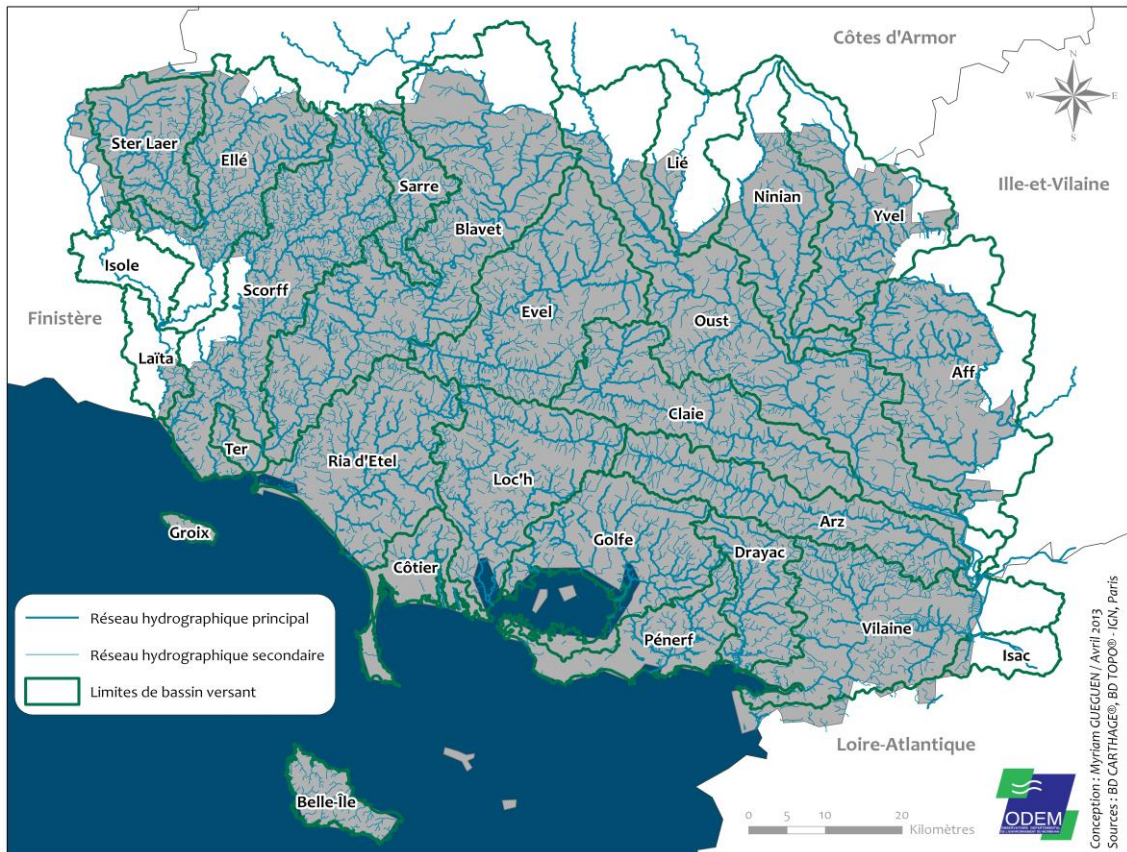 Côtes d'Armor
N
W
E
S
Ster Laer
Ellé
Lié
Sarre
Ninian
Ille-et-Vilaine
Yvel
Blavet
Isole
Scorff
Finistère
Evel
Oust
Laïta
Aff
Claie
Ter
Ria d'Etel
Loc'h
Arz
Groix
Golfe
Drayac
Côtier
Vilaine
Pénerf
Isac
Réseau hydrographique principal
Réseau hydrographique secondaire
Limites de bassin versant
Loire-Atlantique
Belle-Île
0 5 10 20
Kilomètres
ODEM
Conception : Myriam GUEGUEN / Avril 2013
Sources : BD CARTHAGE®, BD TOPO® - IGN, Paris